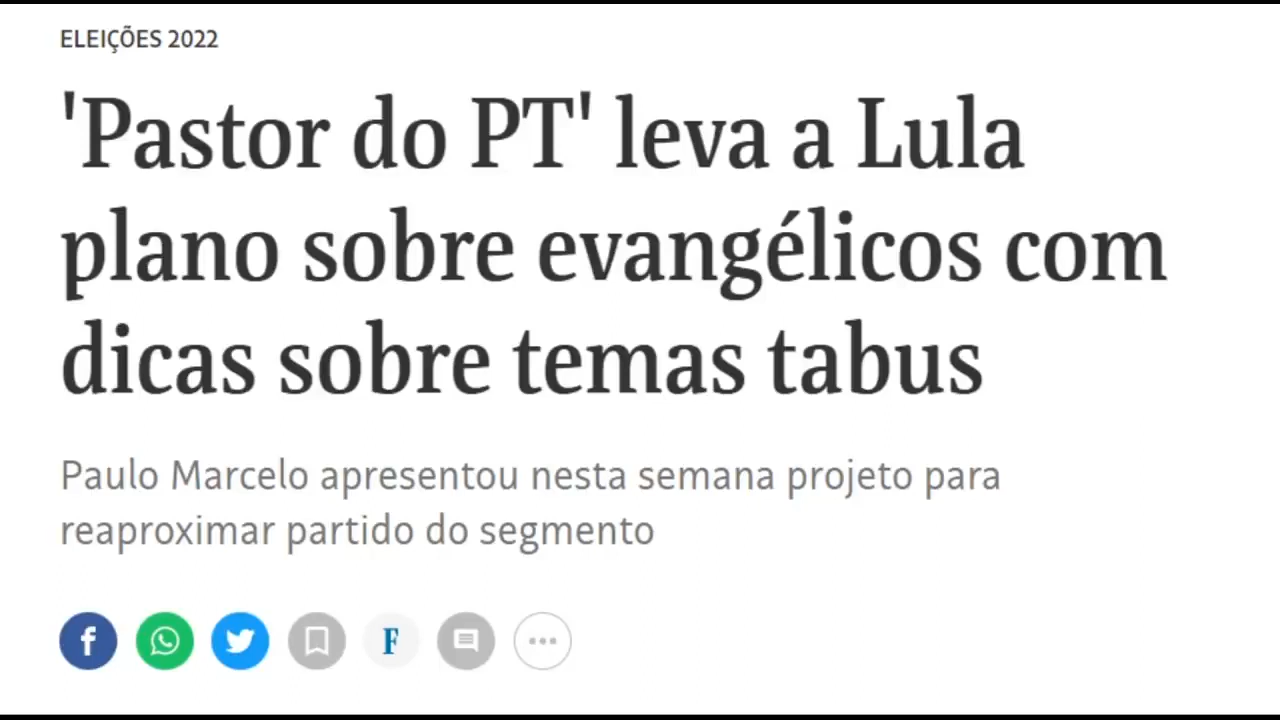 ELEIÇÕES 2022
'Pastor do PT' leva a Lula
plano sobre evangélicos com
dicas sobre temas tabus
Paulo Marcelo apresentou nesta semana projeto para
reaproximar partido do segmento
f
F